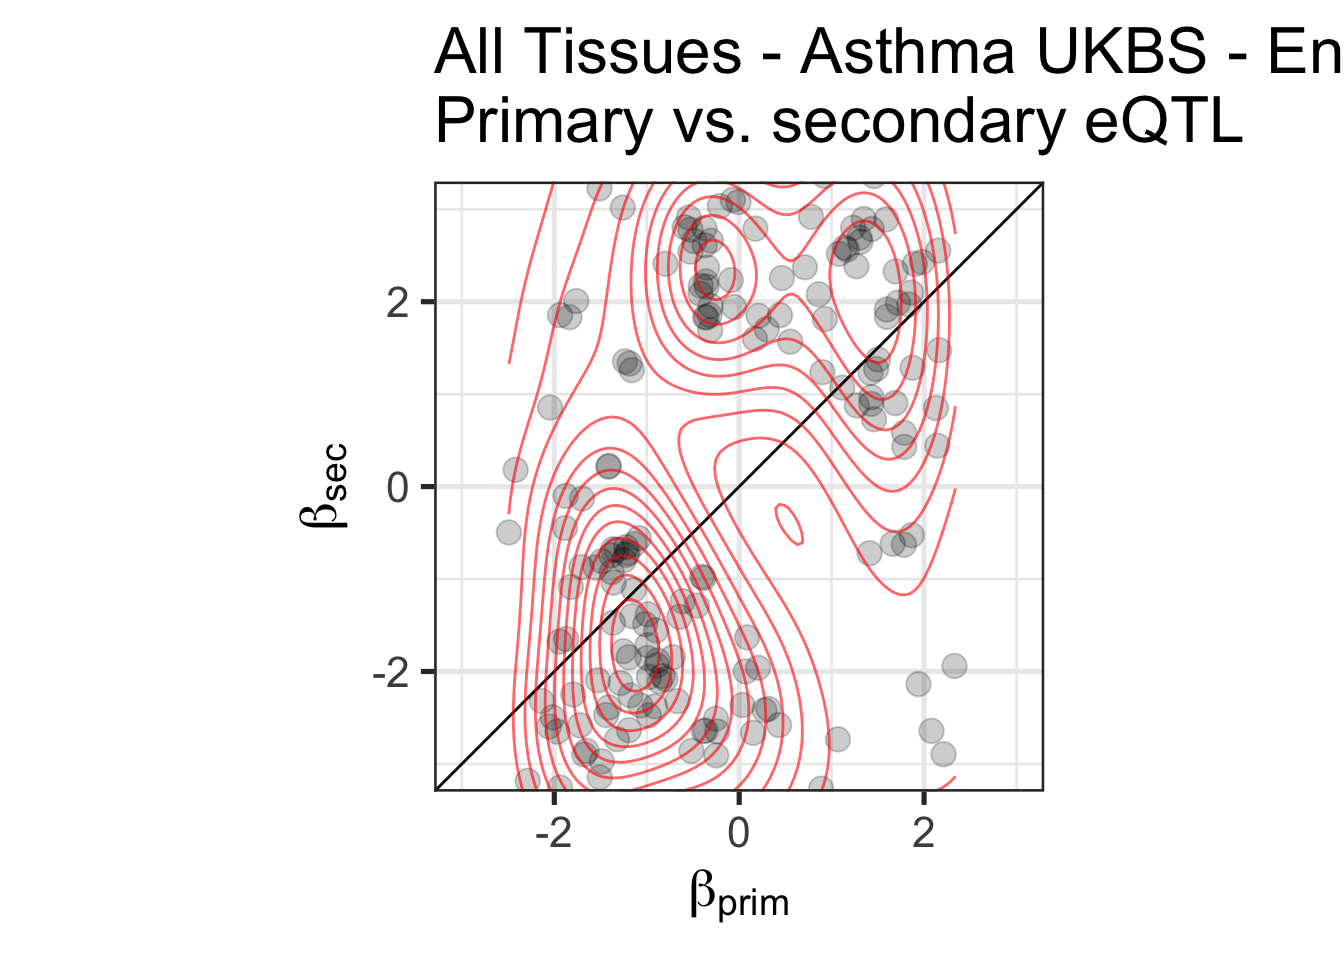 All Tissues - Asthma UKBS - En
Primary vs. secondary eQTL
2
0
-2
βsec
-2 0 2
βprim